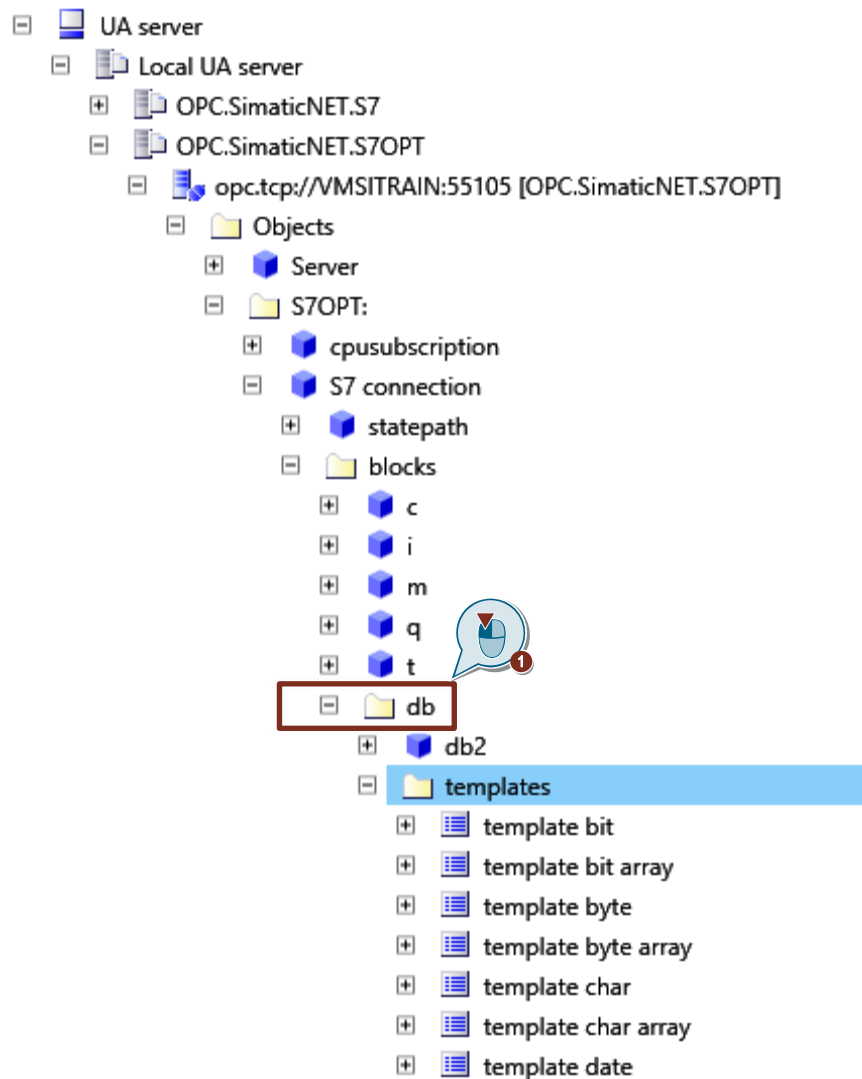 UA server
Local UA server
OPC.SimaticNET.S7
OPC.SimaticNET.S7OPT
opc.tcp://VMSITRAIN:55105 [OPC.SimaticNET.S7OPT]
Objects
Server
S7OPT:
cpusubscription
S7 connection
statepath
blocks
c
i
m
q
t
1
db
db2
templates
template bit
template bit array
template byte
template byte array
template char
template char array
template date